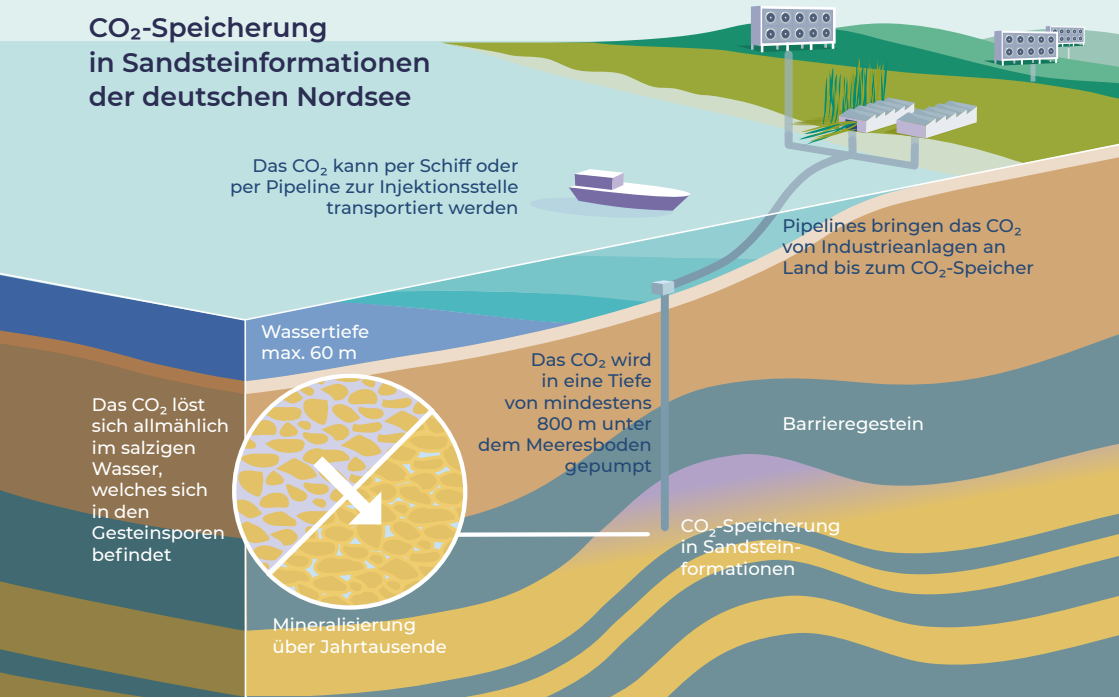 CO₂-Speicherung
in Sandsteinformationen
der deutschen Nordsee
Das CO₂ kann per Schiff oder
per Pipeline zur Injektionsstelle
transportiert werden
Pipelines bringen das CO₂
von Industrieanlagen an
Land bis zum CO₂-Speicher
Wassertiefe
max. 60 m
Das CO₂ wird
in eine Tiefe
von mindestens
800 m unter
dem Meeresboden
gepumpt
Das CO₂ löst
sich allmählich
im salzigen
Wasser,
welches sich
in den
Gesteinsporen
befindet
Barrieregestein
CO₂-Speicherung
in Sandstein-
formationen
Mineralisierung
über Jahrtausende